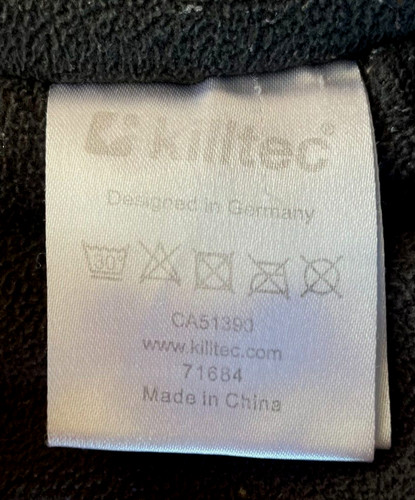 killtec®
Designed in Germany
30°
CA51390
www.killtec.com
71684
Made in China